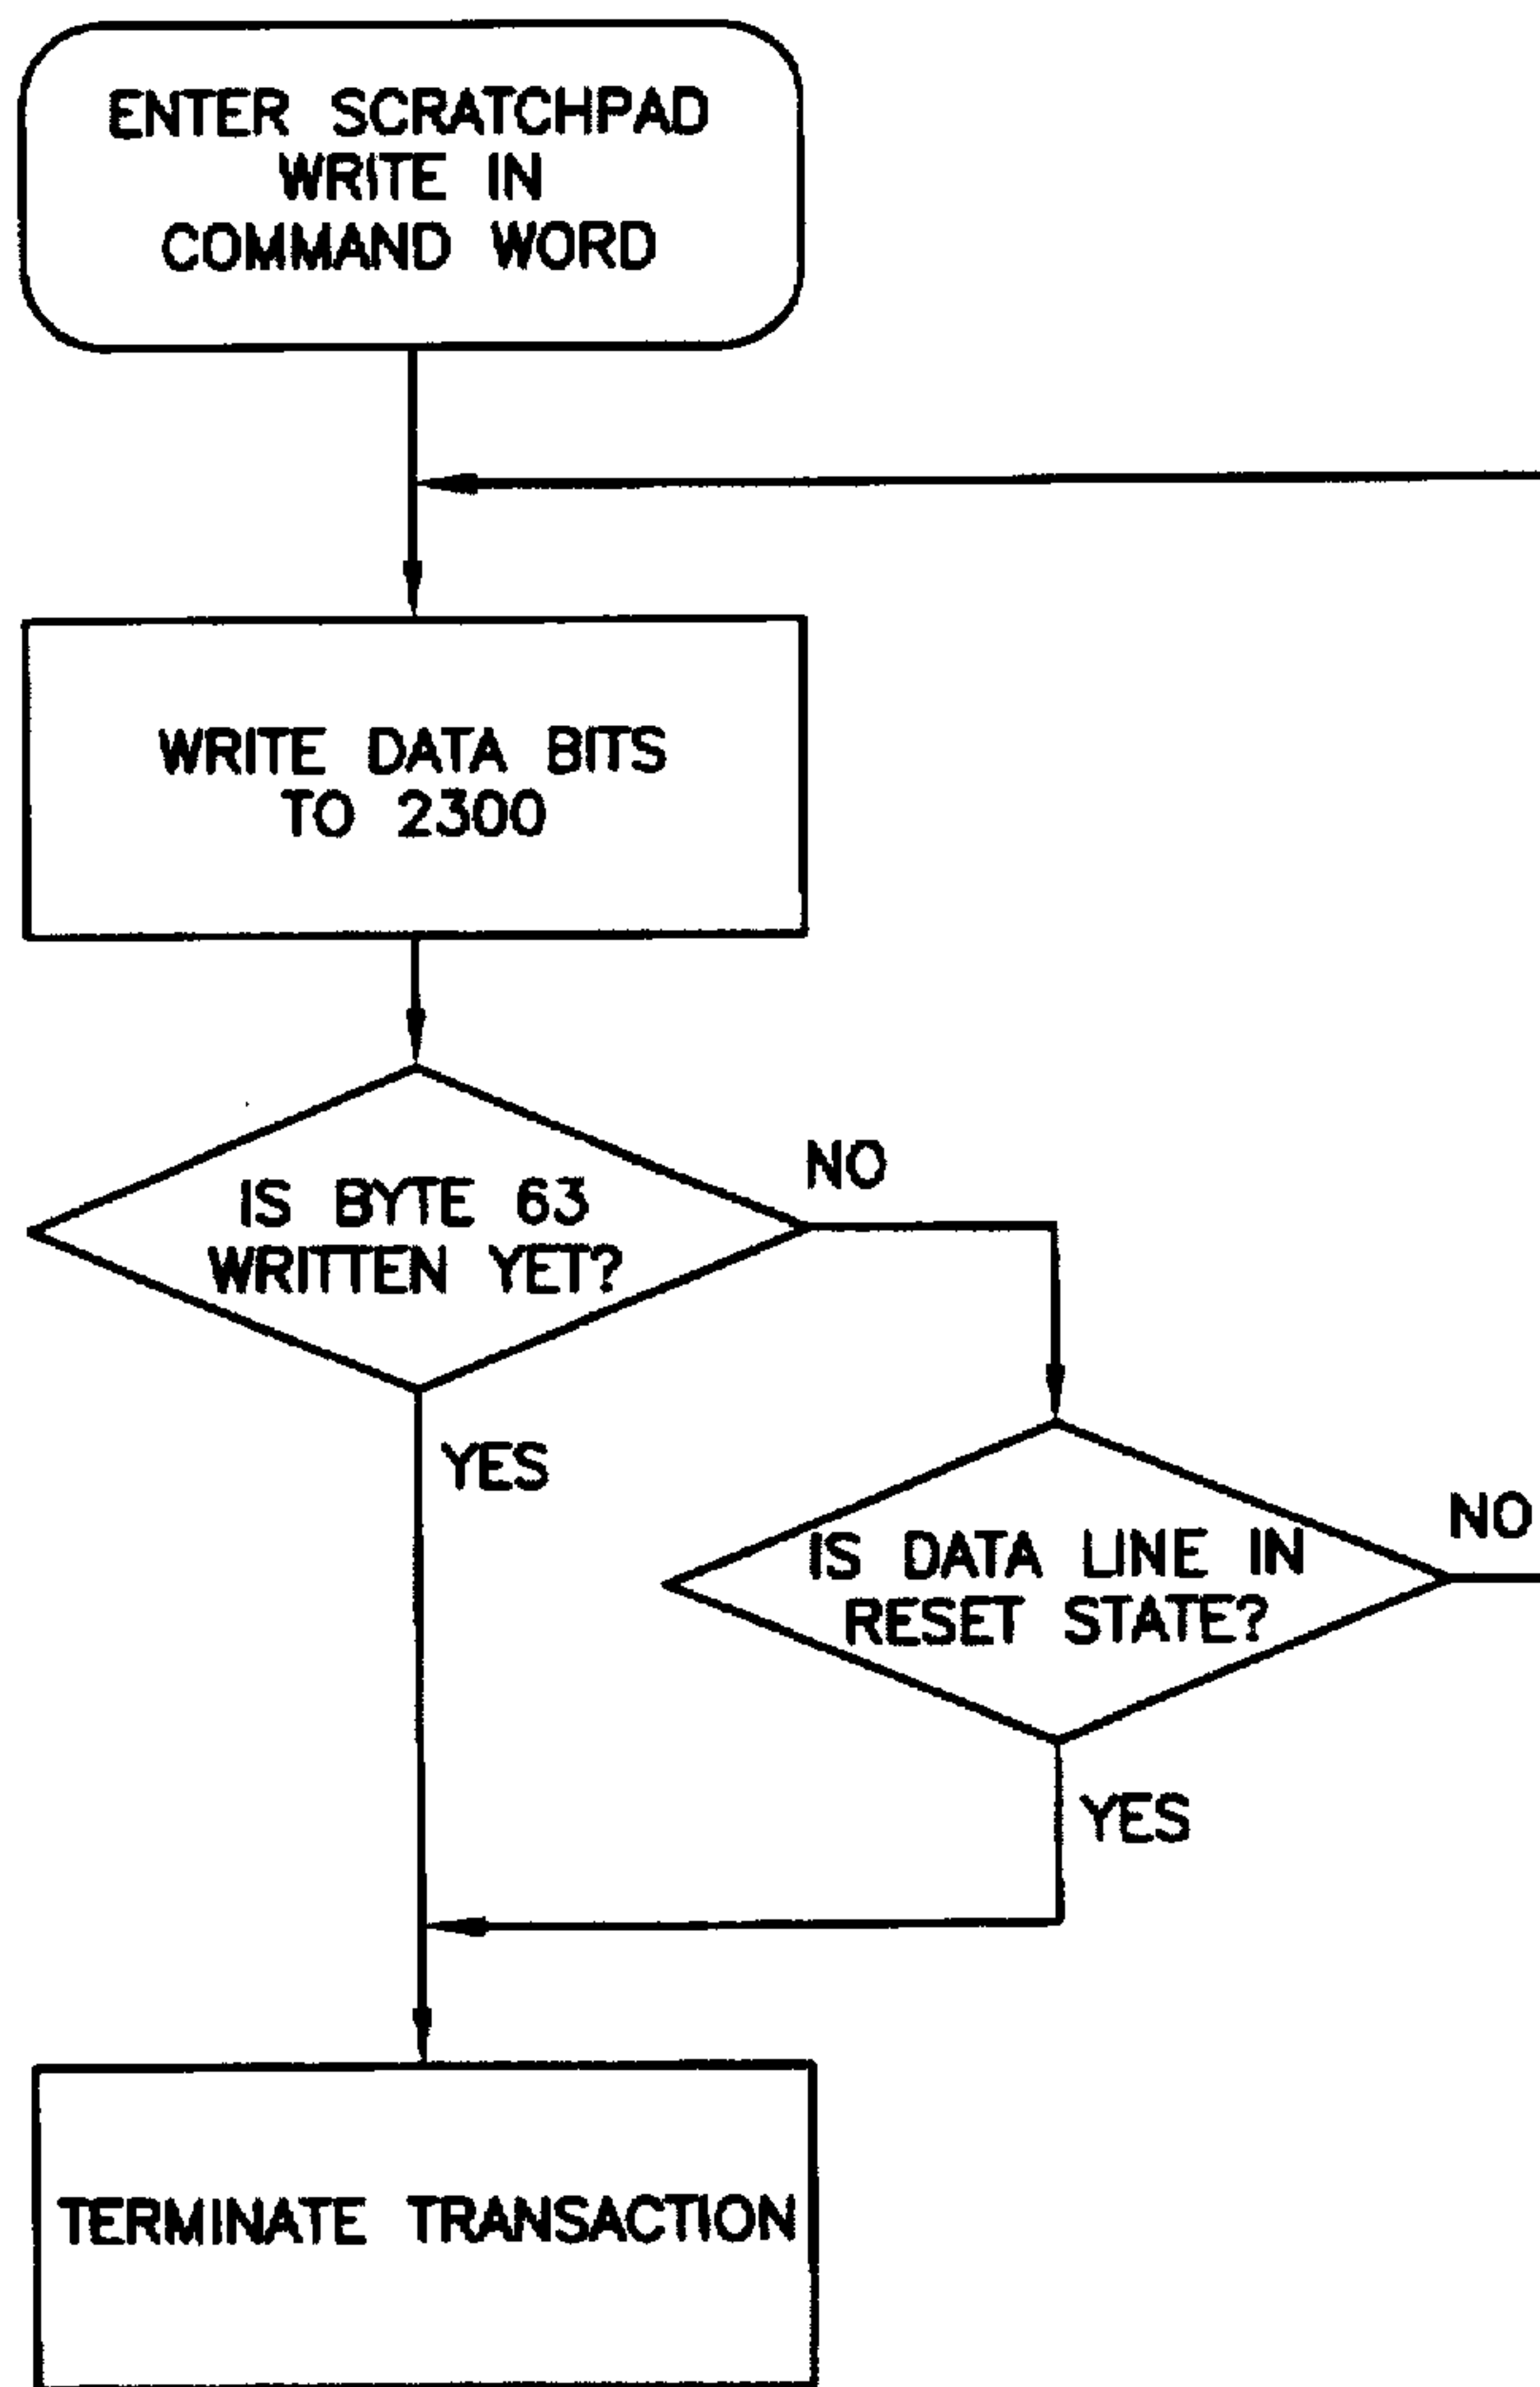 ENTER SCRATCHPAD
WRITE IN
COMMAND WORD
WRITE DATA BITS
TO 2300
IS BYTE 63
WRITTEN YET?
NO
YES
IS DATA LINE IN
RESET STATE?
NO
YES
TERMINATE TRANSACTION